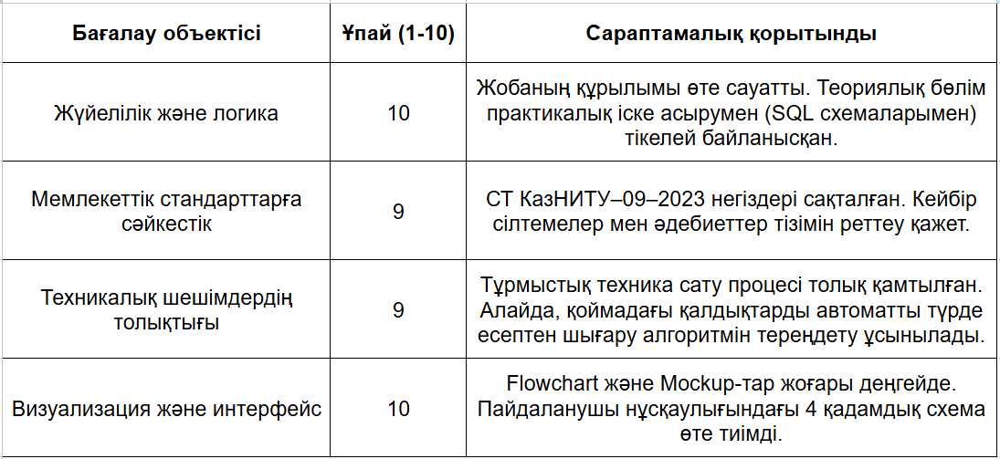 Бағалау объектісі
Ұпай (1-10)
Сараптамалық қорытынды
Жүйелілік және логика
10
Жобаның құрылымы өте сауатты. Теориялық бөлім
практикалық іске асырумен (SQL схемаларымен)
тікелей байланысқан.
Мемлекеттік стандарттарға
сәйкестік
9
СТ КазНИТУ–09–2023 негіздері сақталған. Кейбір
сілтемелер мен әдебиеттер тізімін реттеу қажет.
Техникалық шешімдердің
толықтығы
9
Тұрмыстық техника сату процесі толық қамтылған.
Алайда, қоймадағы қалдықтарды автоматты түрде
есептен шығару алгоритмін тереңдету ұсынылады.
Визуализация және интерфейс
10
Flowchart және Mockup-тар жоғары деңгейде.
Пайдаланушы нұсқаулығындағы 4 қадамдық схема
өте тиімді.